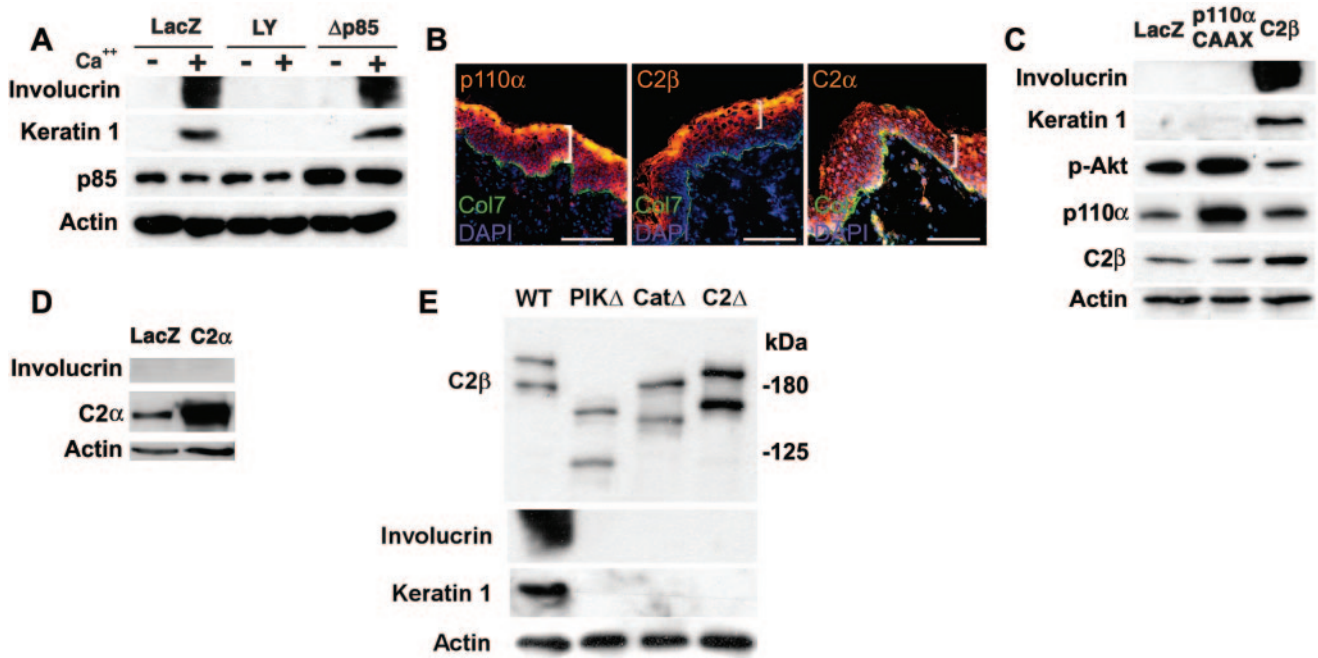 A
LacZ LY Δp85
Ca++ - + - + - +
Involucrin
Keratin 1
p85
Actin
B
p110α C2β C2α
Col7 Col7 Col7
DAPI DAPI DAPI
C
LacZ p110α CAAX C2β
Involucrin
Keratin 1
p-Akt
p110α
C2β
Actin
D
LacZ C2α
Involucrin
C2α
Actin
E
WT PIKΔ CatΔ C2Δ
kDa
C2β
-180
-125
Involucrin
Keratin 1
Actin